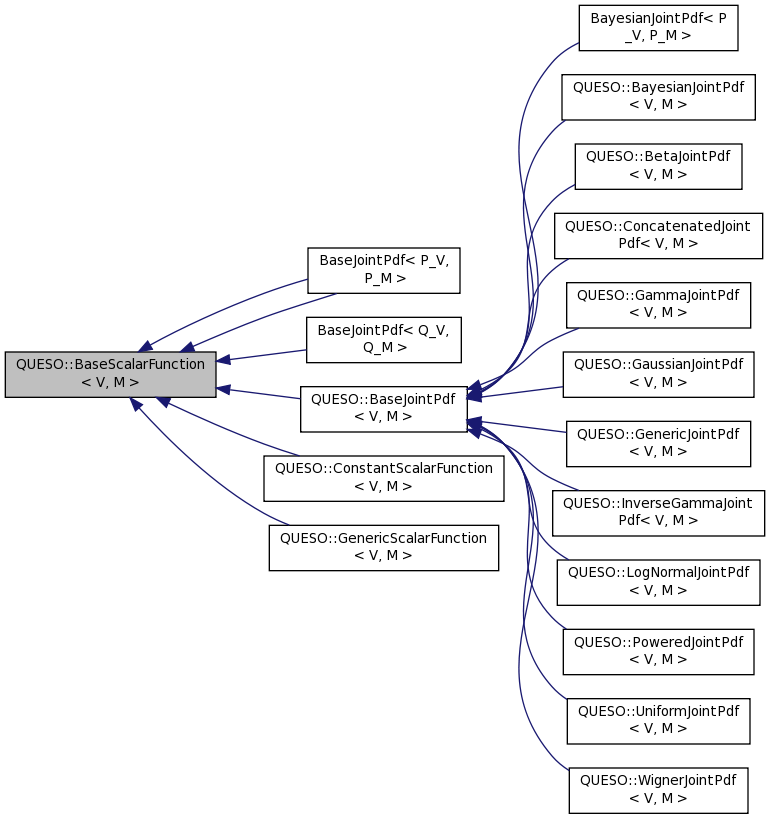 QUESO::BaseScalarFunction
< V, M >
BaseJointPdf< P_V,
P_M >
BaseJointPdf< Q_V,
Q_M >
QUESO::BaseJointPdf
< V, M >
QUESO::ConstantScalarFunction
< V, M >
QUESO::GenericScalarFunction
< V, M >
BayesianJointPdf< P
_V, P_M >
QUESO::BayesianJointPdf
< V, M >
QUESO::BetaJointPdf
< V, M >
QUESO::ConcatenatedJoint
Pdf< V, M >
QUESO::GammaJointPdf
< V, M >
QUESO::GaussianJointPdf
< V, M >
QUESO::GenericJointPdf
< V, M >
QUESO::InverseGammaJoint
Pdf< V, M >
QUESO::LogNormalJointPdf
< V, M >
QUESO::PoweredJointPdf
< V, M >
QUESO::UniformJointPdf
< V, M >
QUESO::WignerJointPdf
< V, M >